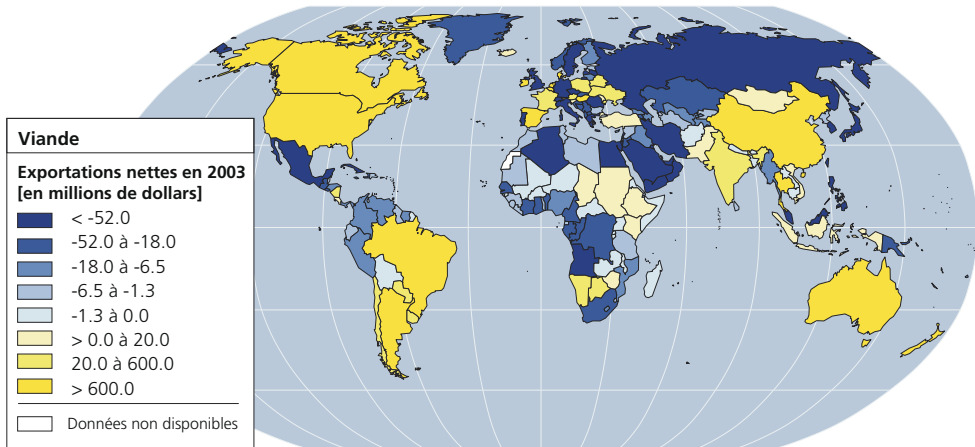 Viande
Exportations nettes en 2003
[en millions de dollars]
< -52.0
-52.0 à -18.0
-18.0 à -6.5
-6.5 à -1.3
-1.3 à 0.0
> 0.0 à 20.0
20.0 à 600.0
> 600.0
Données non disponibles